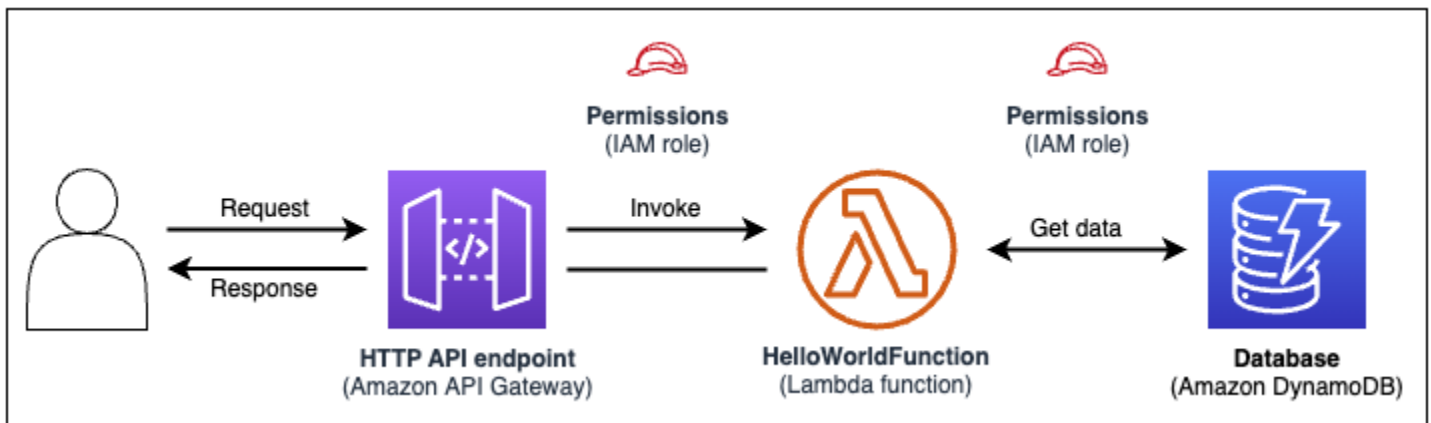 Permissions
(IAM role)
Permissions
(IAM role)
Request
Response
</>
Invoke
Get data
HTTP API endpoint
(Amazon API Gateway)
HelloWorldFunction
(Lambda function)
Database
(Amazon DynamoDB)